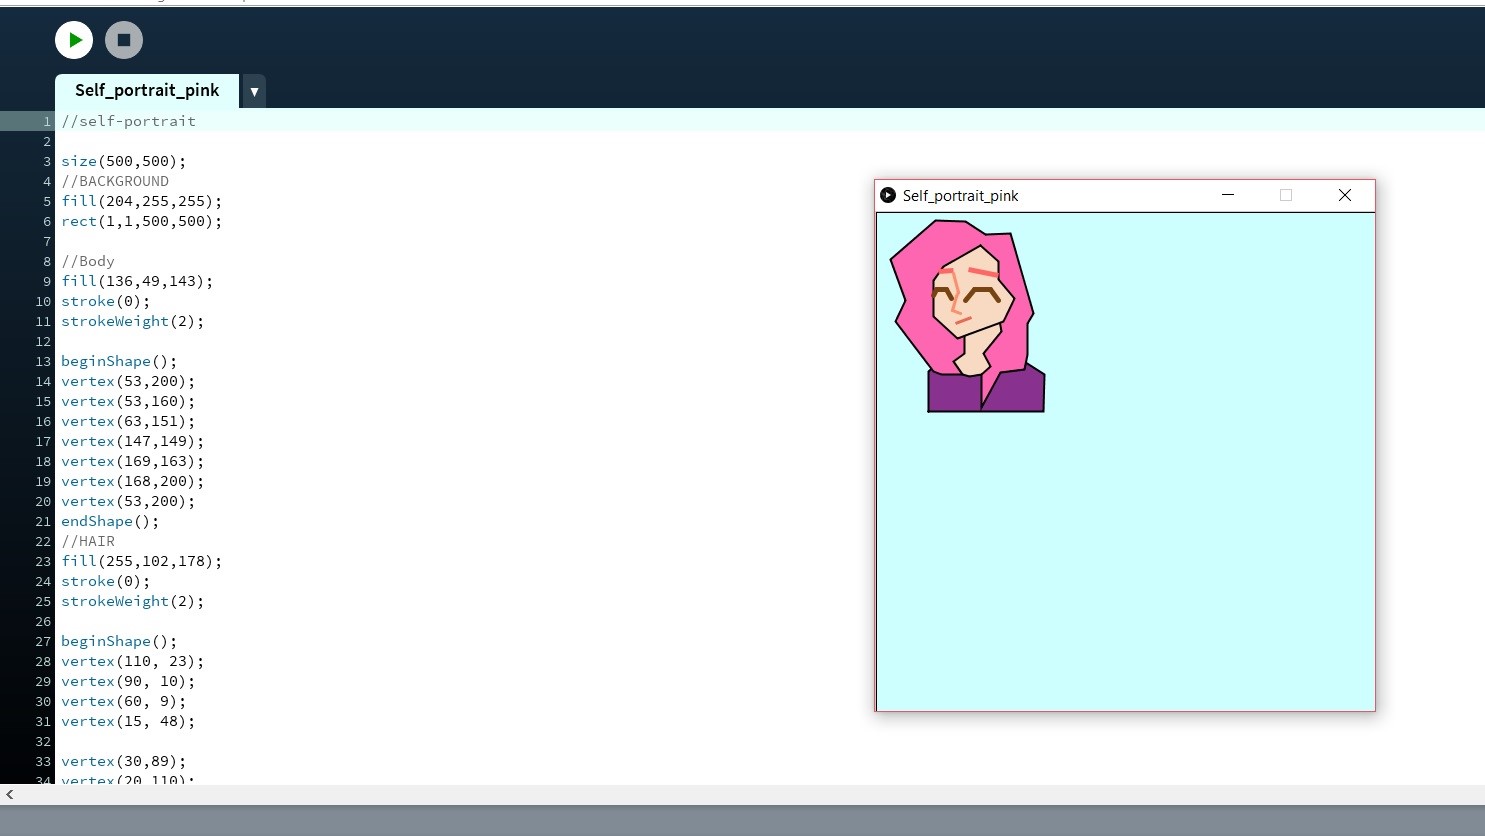 Self_portrait_pink
1 //self-portrait
2
3 size(500,500);
4 //BACKGROUND
5 fill(204,255,255);
6 rect(1,1,500,500);
7
8 //Body
9 fill(136,49,143);
10 stroke(0);
11 strokeWeight(2);
12
13 beginShape();
14 vertex(53,200);
15 vertex(53,160);
16 vertex(63,151);
17 vertex(147,149);
18 vertex(169,163);
19 vertex(168,200);
20 vertex(53,200);
21 endShape();
22 //HAIR
23 fill(255,102,178);
24 stroke(0);
25 strokeWeight(2);
26
27 beginShape();
28 vertex(110, 23);
29 vertex(90, 10);
30 vertex(60, 9);
31 vertex(15, 48);
32
33 vertex(30,89);
34 vertex(20,110);
Self_portrait_pink